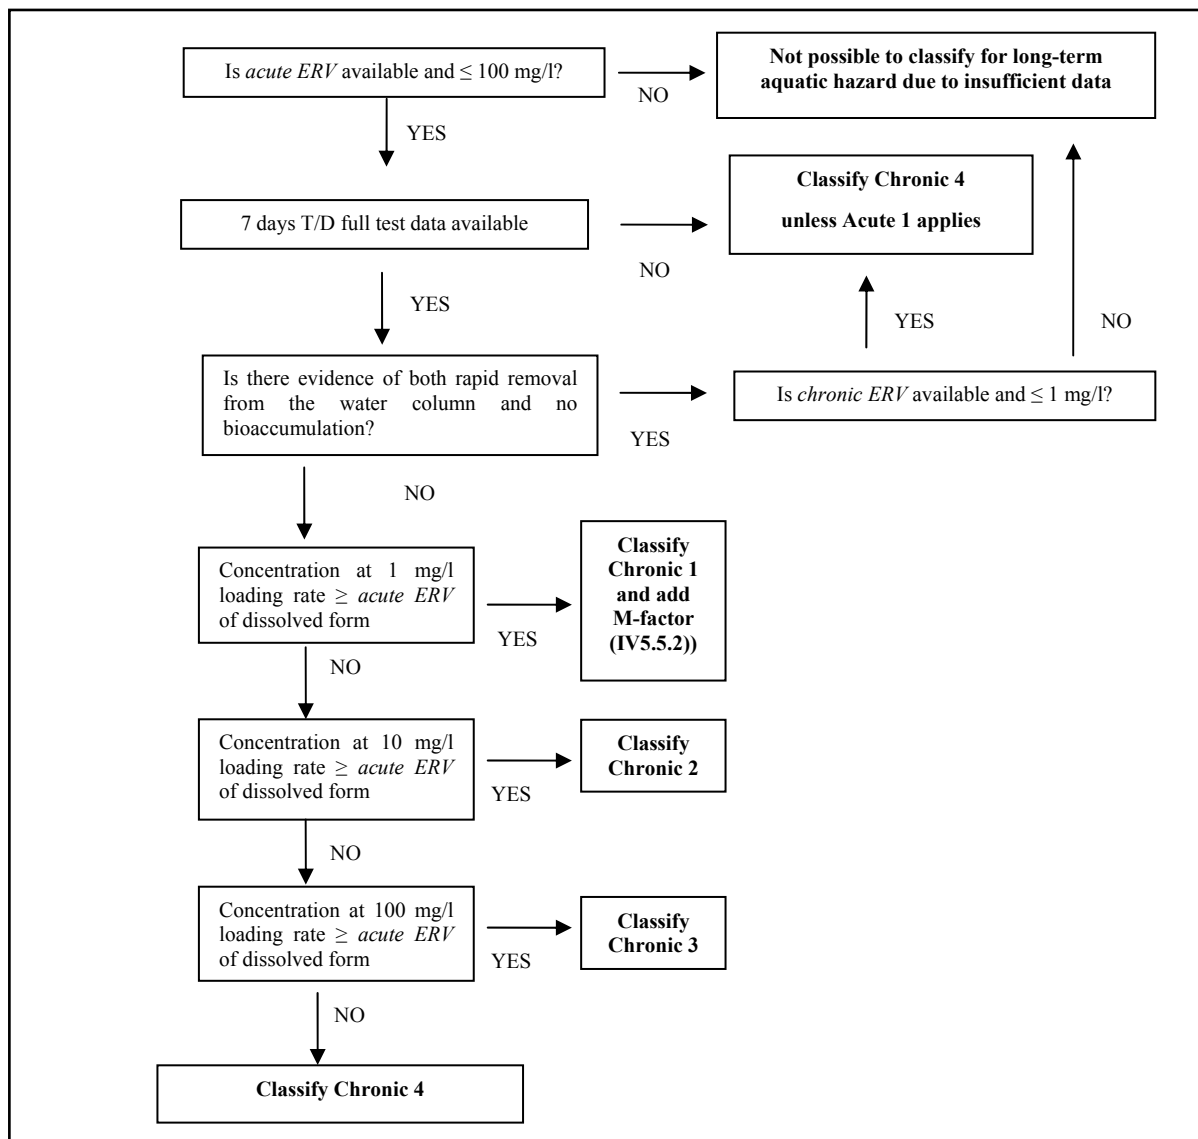 Is acute ERV available and ≤ 100 mg/l?
NO
Not possible to classify for long-term
aquatic hazard due to insufficient data
YES
7 days T/D full test data available
NO
Classify Chronic 4
unless Acute 1 applies
YES
YES
NO
Is there evidence of both rapid removal
from the water column and no
bioaccumulation?
YES
Is chronic ERV available and ≤ 1 mg/l?
NO
Concentration at 1 mg/l
loading rate ≥ acute ERV
of dissolved form
YES
Classify
Chronic 1
and add
M-factor
(IV5.5.2))
NO
Concentration at 10 mg/l
loading rate ≥ acute ERV
of dissolved form
YES
Classify
Chronic 2
NO
Concentration at 100 mg/l
loading rate ≥ acute ERV
of dissolved form
YES
Classify
Chronic 3
NO
Classify Chronic 4